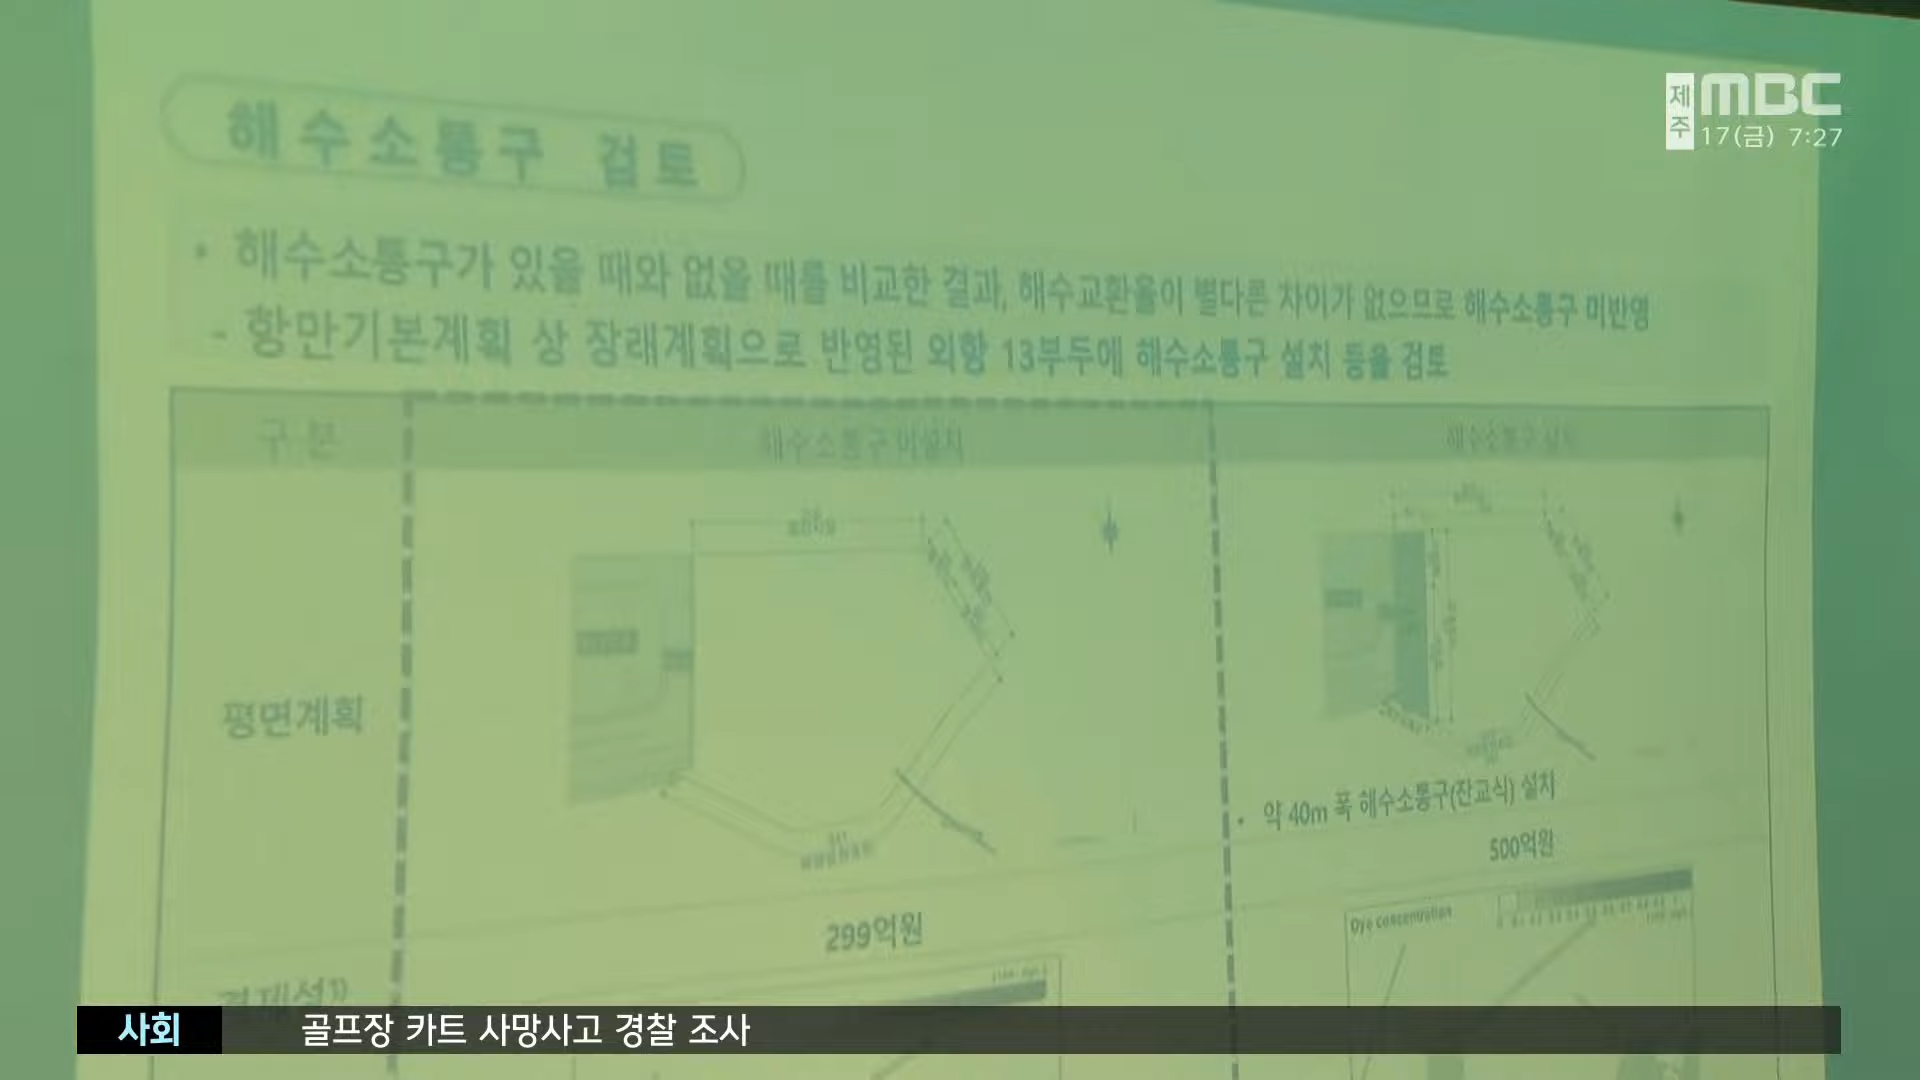 제주 MBC
17(금) 7:27
해수소통구 검토
• 해수소통구가 있을 때와 없을 때를 비교한 결과, 해수교환율이 별다른 차이가 없으므로 해수소통구 미반영
- 항만기본계획 상 장래계획으로 반영된 외항 13부두에 해수소통구 설치 등을 검토
구 분 해수소통구 미설치 해수소통구 설치
평면계획
• 약 40m 폭 해수소통구(잔교식) 설치
299억원 500억원
경제성1)
Dye concentration
사회 골프장 카트 사망사고 경찰 조사